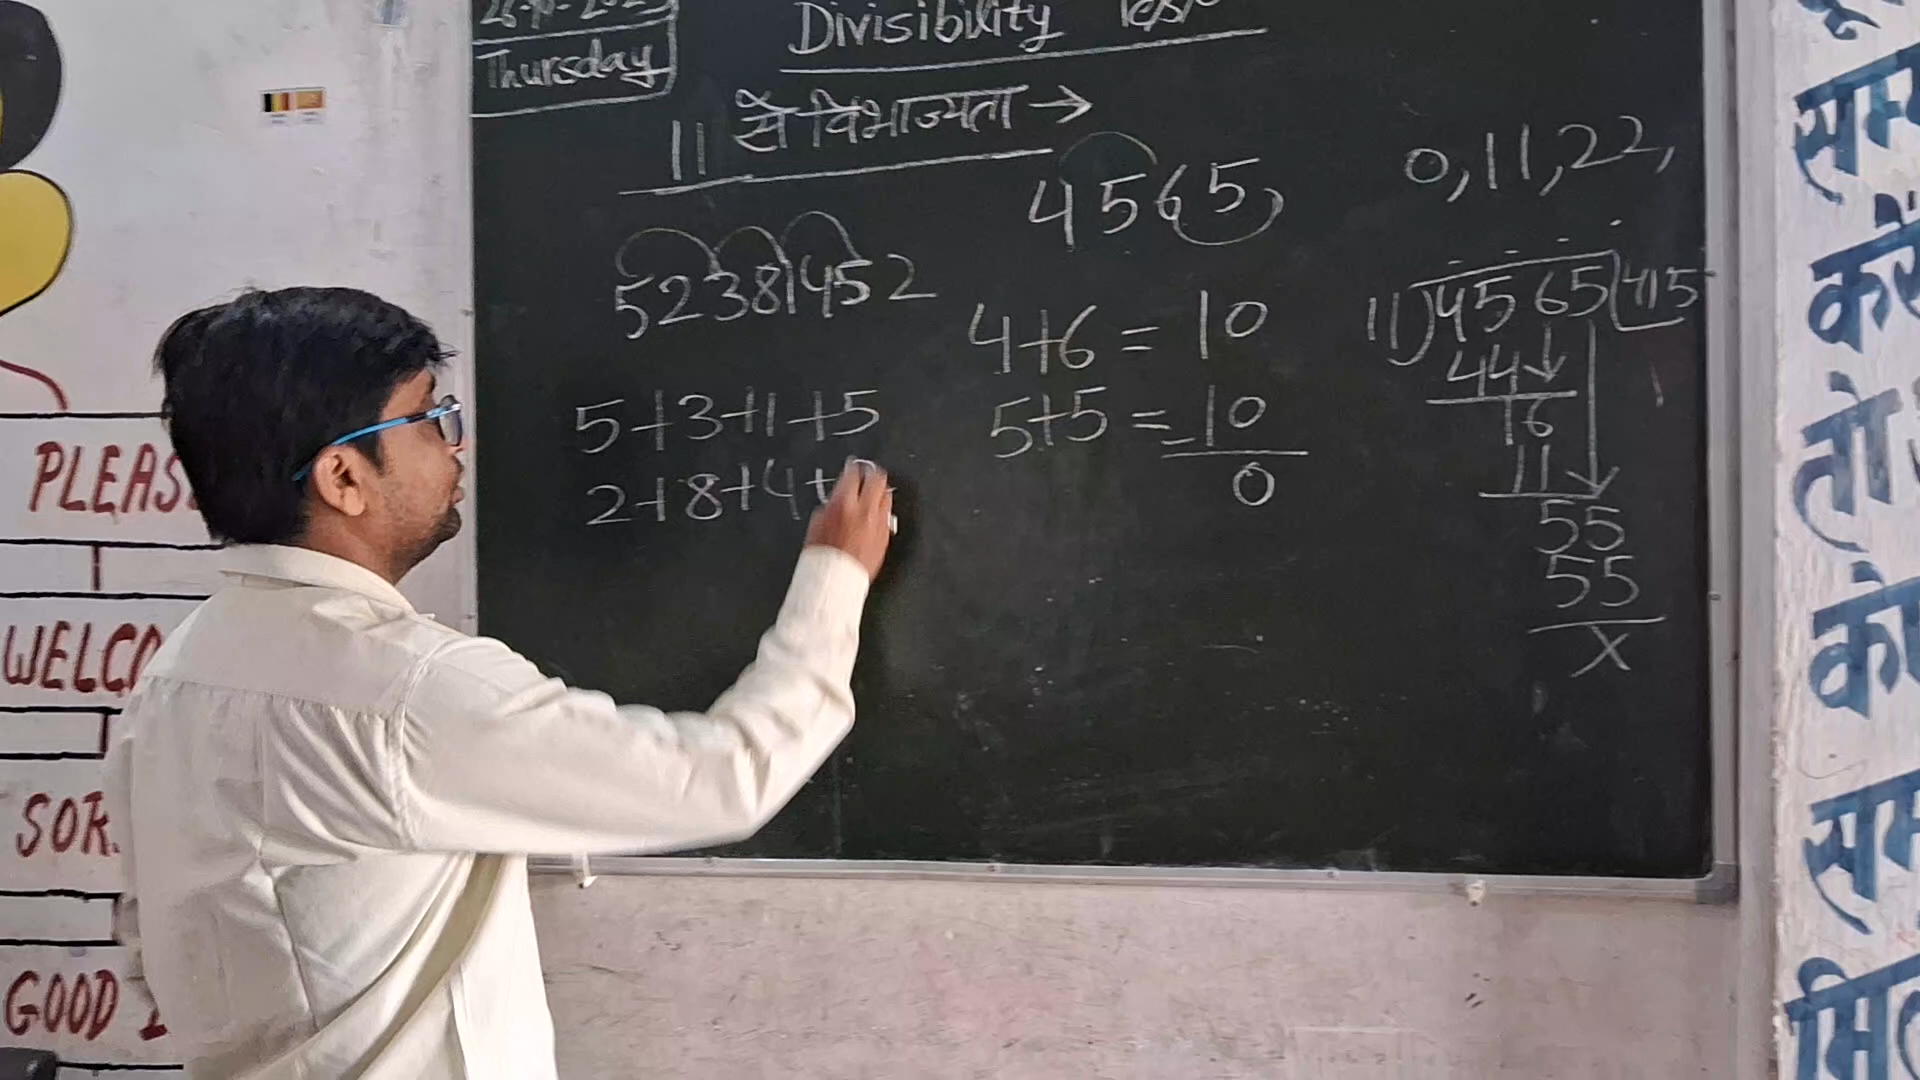 Thursday
Divisibility
11 से विभाज्यता →
4565,
0,11,22,
52381452
4+6 = 10
5+5 = 10
-
0
5+3+1+5
2+8+4+
11)4565(415
44
16
11
55
55
x
PLEAS
WELCO
SOR
GOOD